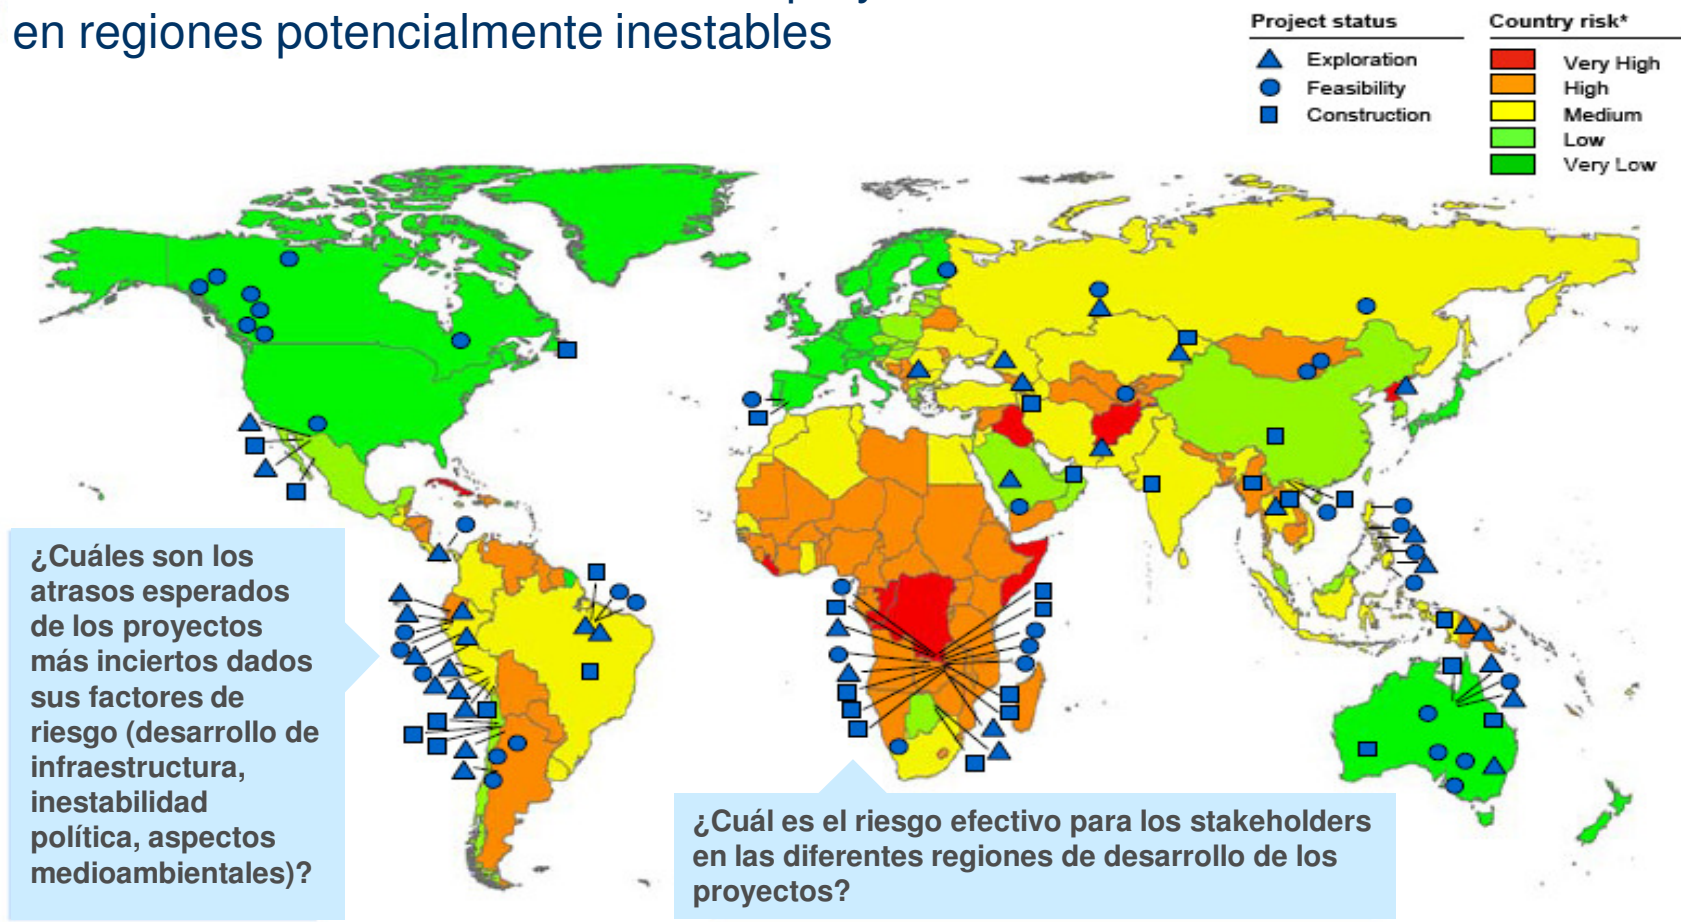 en regiones potencialmente inestables
Project status
Exploration
Feasibility
Construction
Country risk*
Very High
High
Medium
Low
Very Low
¿Cuáles son los
atrasos esperados
de los proyectos
más inciertos dados
sus factores de
riesgo (desarrollo de
infraestructura,
inestabilidad
política, aspectos
medioambientales)?
¿Cuál es el riesgo efectivo para los stakeholders
en las diferentes regiones de desarrollo de los
proyectos?